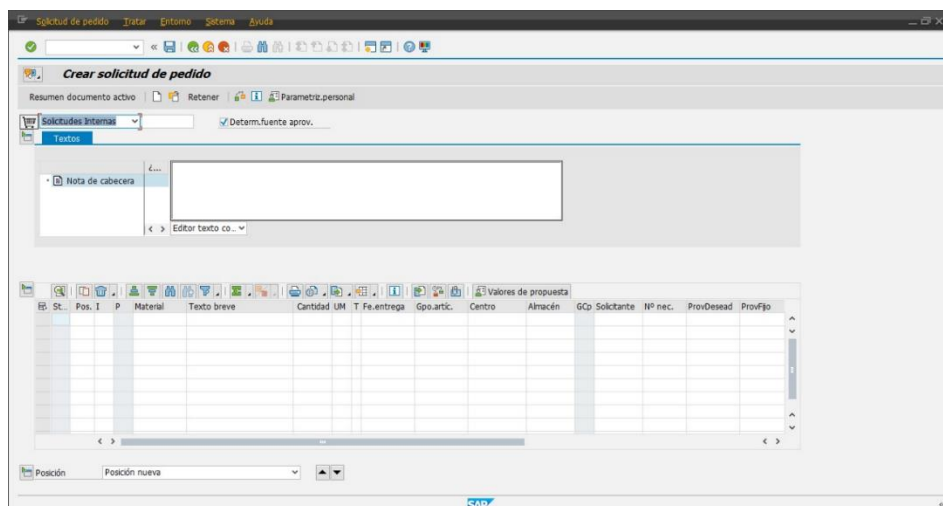 Solicitud de pedido Tratar Entorno Sistema Ayuda
Crear solicitud de pedido
Resumen documento activo Retener Parametriz.personal
Solicitudes Internas Determ.fuente aprov.
Textos
¿...
Nota de cabecera
Editor texto co...
Valores de propuesta
St... Pos. I P Material Texto breve Cantidad UM T Fe.entrega Gpo.artíc. Centro Almacén GCp Solicitante Nº nec. ProvDesead ProvFijo
Posición Posición nueva
SAP